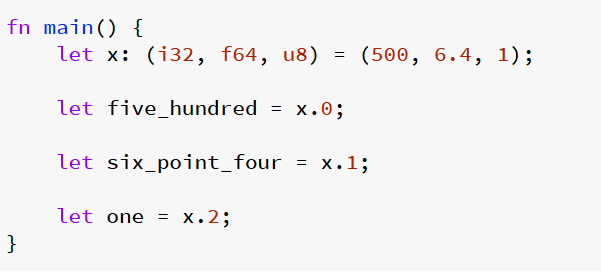 fn main() {
    let x: (i32, f64, u8) = (500, 6.4, 1);
    let five_hundred = x.0;
    let six_point_four = x.1;
    let one = x.2;
}